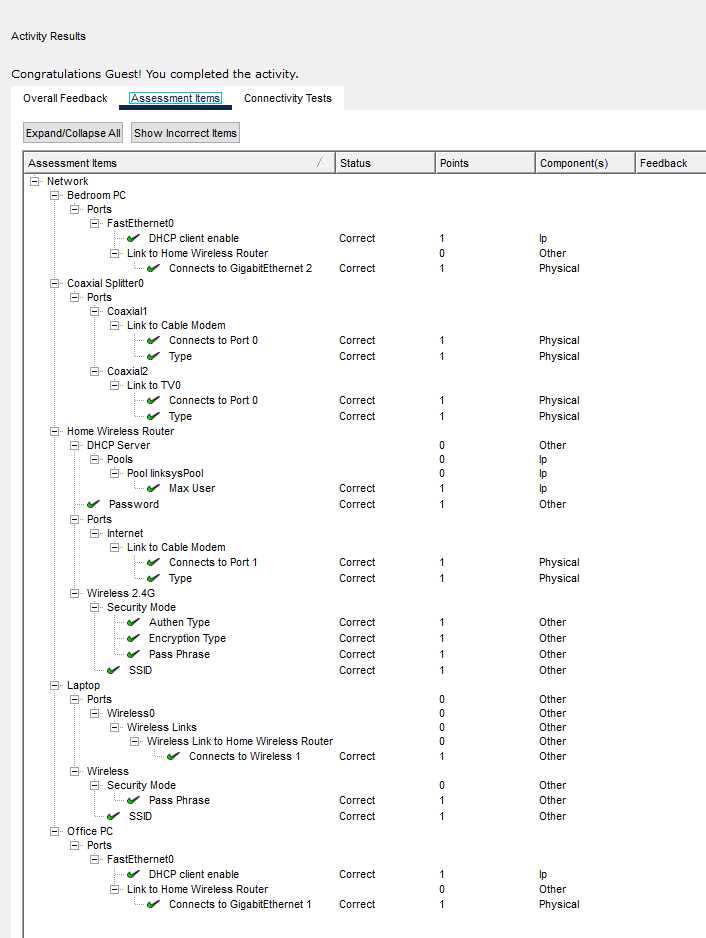 Activity Results
Congratulations Guest! You completed the activity.
Overall Feedback Assessment Items Connectivity Tests
Expand/Collapse All Show Incorrect Items
Assessment Items Status Points Component(s) Feedback
Network
Bedroom PC
Ports
FastEthernet0
DHCP client enable Correct 1 Ip
Link to Home Wireless Router 0 Other
Connects to GigabitEthernet 2 Correct 1 Physical
Coaxial Splitter0
Ports
Coaxial1
Link to Cable Modem
Connects to Port 0 Correct 1 Physical
Type Correct 1 Physical
Coaxial2
Link to TV0
Connects to Port 0 Correct 1 Physical
Type Correct 1 Physical
Home Wireless Router
DHCP Server 0 Other
Pools 0 Ip
Pool linksysPool 0 Ip
Max User Correct 1 Ip
Password Correct 1 Other
Ports
Internet
Link to Cable Modem
Connects to Port 1 Correct 1 Physical
Type Correct 1 Physical
Wireless 2.4G
Security Mode
Authen Type Correct 1 Other
Encryption Type Correct 1 Other
Pass Phrase Correct 1 Other
SSID Correct 1 Other
Laptop
Ports 0 Other
Wireless0 0 Other
Wireless Links 0 Other
Wireless Link to Home Wireless Router 0 Other
Connects to Wireless 1 Correct 1 Other
Wireless
Security Mode 0 Other
Pass Phrase Correct 1 Other
SSID Correct 1 Other
Office PC
Ports
FastEthernet0
DHCP client enable Correct 1 Ip
Link to Home Wireless Router 0 Other
Connects to GigabitEthernet 1 Correct 1 Physical